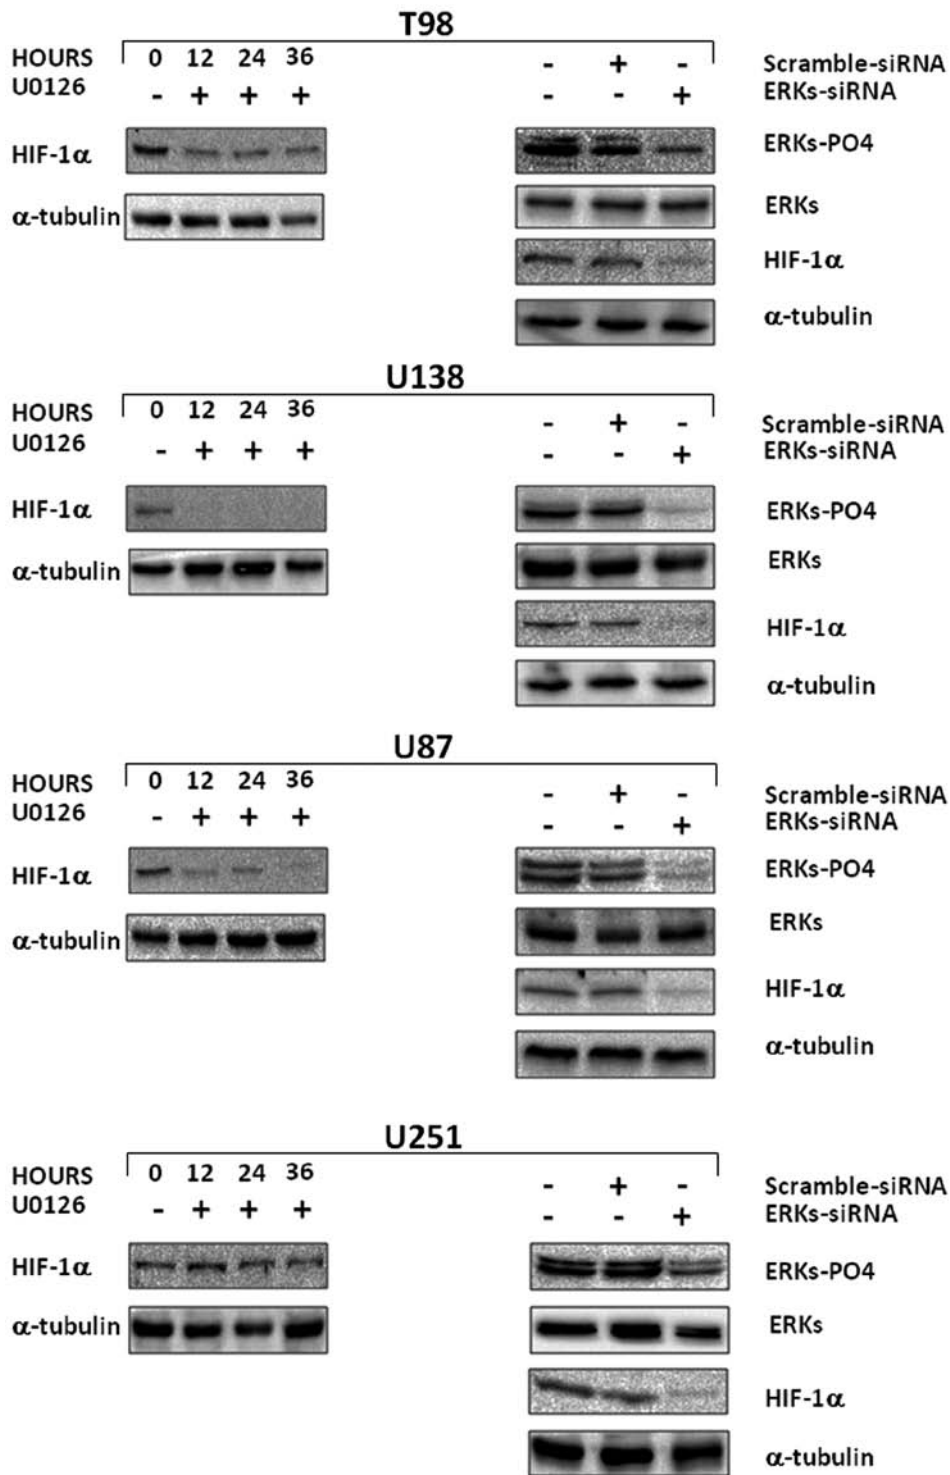 T98
HOURS 0 12 24 36
U0126 - + + +
HIF-1α
α-tubulin
- + - Scramble-siRNA
- - + ERKs-siRNA
ERKs-PO4
ERKs
HIF-1α
α-tubulin
U138
HOURS 0 12 24 36
U0126 - + + +
HIF-1α
α-tubulin
- + - Scramble-siRNA
- - + ERKs-siRNA
ERKs-PO4
ERKs
HIF-1α
α-tubulin
U87
HOURS 0 12 24 36
U0126 - + + +
HIF-1α
α-tubulin
- + - Scramble-siRNA
- - + ERKs-siRNA
ERKs-PO4
ERKs
HIF-1α
α-tubulin
U251
HOURS 0 12 24 36
U0126 - + + +
HIF-1α
α-tubulin
- + - Scramble-siRNA
- - + ERKs-siRNA
ERKs-PO4
ERKs
HIF-1α
α-tubulin